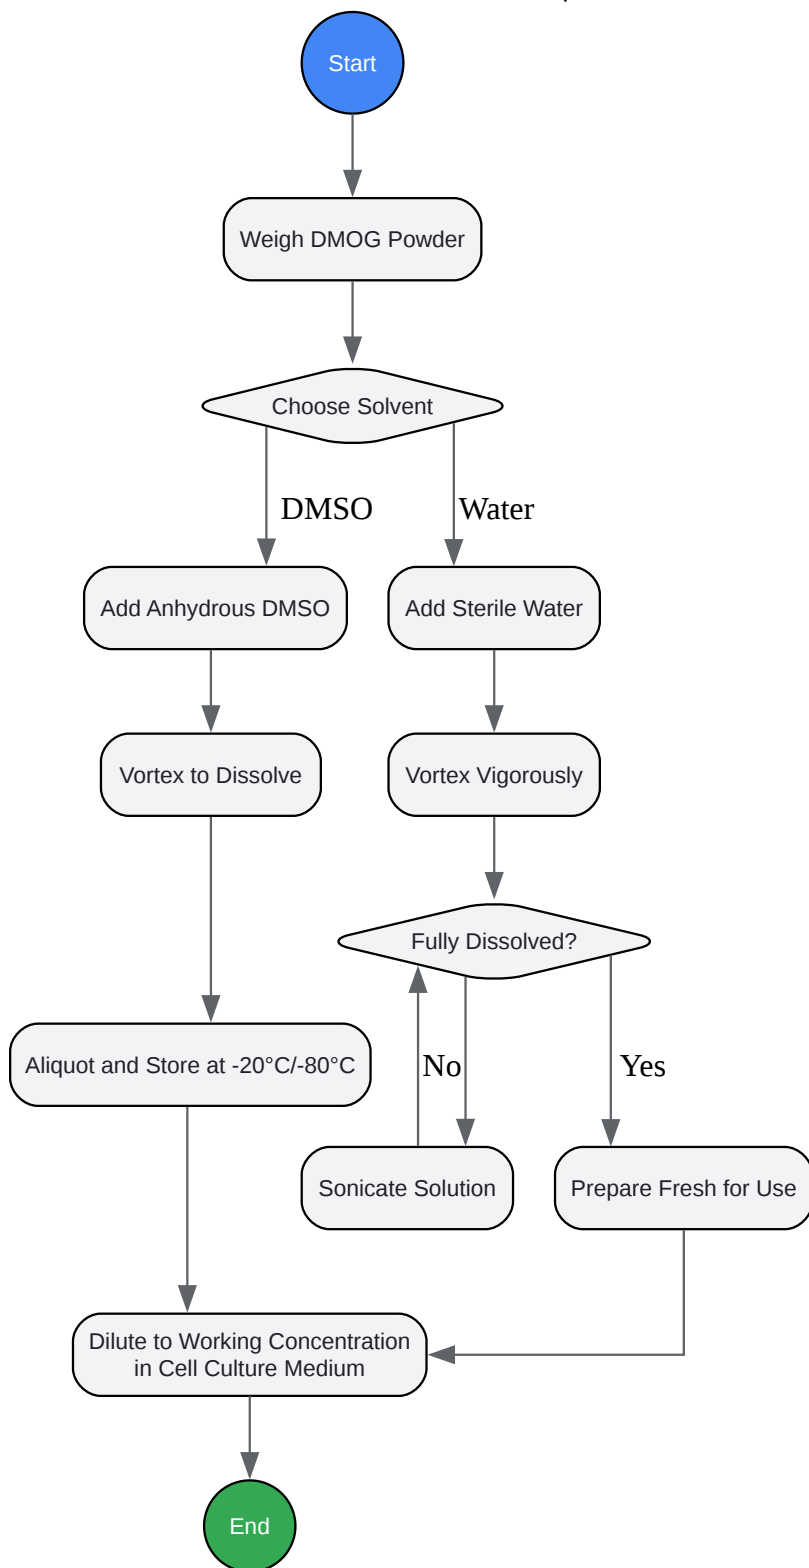 Start
Weigh DMOG Powder
Choose Solvent
DMSO
Water
Add Anhydrous DMSO
Add Sterile Water
Vortex to Dissolve
Vortex Vigorously
Fully Dissolved?
Aliquot and Store at -20°C/-80°C
No
Yes
Sonicate Solution
Prepare Fresh for Use
Dilute to Working Concentration
in Cell Culture Medium
End